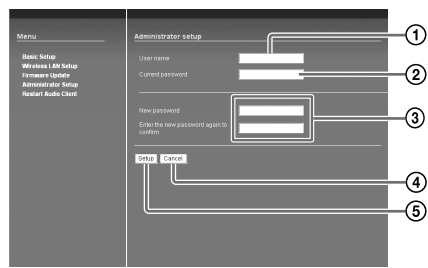 Menu
Basic Setup
Wireless LAN Setup
Firmware Update
Administrator Setup
Restart Audio Client
Administrator setup
User name
Current password
New password
Enter the new password again to
confirm
Setup Cancel
1
2
3
4
5